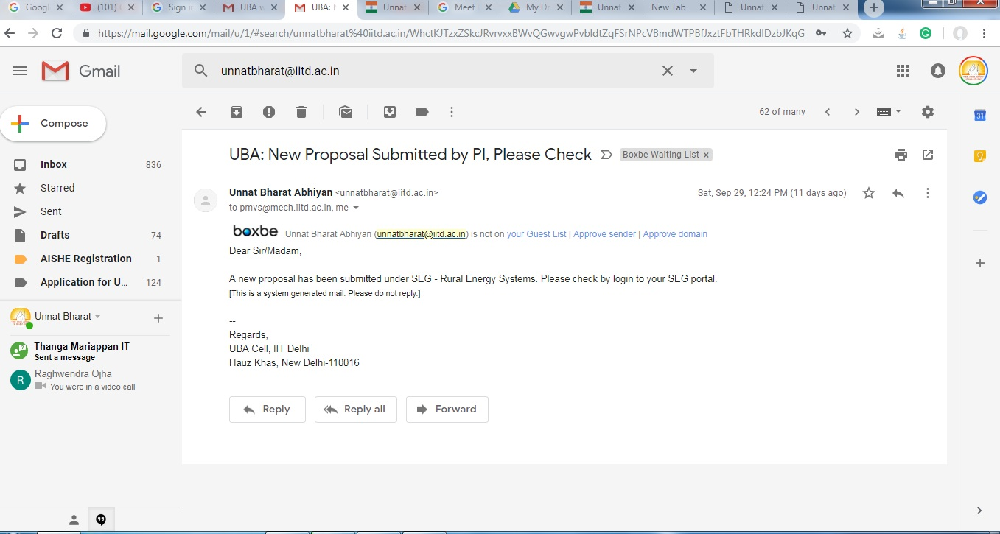 Googl
(101)
Sign i
UBA w
UBA: N
Unnat
Meet
My Dr
Unnat
New Tab
Unnat
Unnat
https://mail.google.com/mail/u/1/#search/unnatbharat%40iitd.ac.in/WhctKJTzxZSkcJRvrvxxBWvQGwvgwPvbldtZqFSrNPcVBmdWTPBfJxztFbTHRkdIDzbJKqG
Gmail
unnatbharat@iitd.ac.in
Compose
62 of many
31
UBA: New Proposal Submitted by PI, Please Check
Boxbe Waiting List x
Inbox 836
Starred
Sent
Drafts 74
AISHE Registration 1
Application for U... 124
Unnat Bharat
Thanga Mariappan IT
Sent a message
R
Raghwendra Ojha
You were in a video call
Unnat Bharat Abhiyan <unnatbharat@iitd.ac.in>
Sat, Sep 29, 12:24 PM (11 days ago)
to pmvs@mech.iitd.ac.in, me
boxbe Unnat Bharat Abhiyan (unnatbharat@iitd.ac.in) is not on your Guest List | Approve sender | Approve domain
Dear Sir/Madam,
A new proposal has been submitted under SEG - Rural Energy Systems. Please check by login to your SEG portal.
[This is a system generated mail. Please do not reply.]
--
Regards,
UBA Cell, IIT Delhi
Hauz Khas, New Delhi-110016
Reply
Reply all
Forward